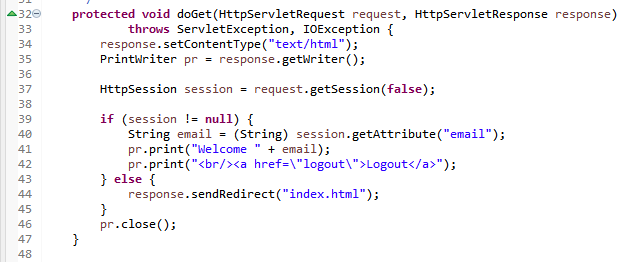 32 protected void doGet(HttpServletRequest request, HttpServletResponse response)
33 throws ServletException, IOException {
34 response.setContentType("text/html");
35 PrintWriter pr = response.getWriter();
36
37 HttpSession session = request.getSession(false);
38
39 if (session != null) {
40 String email = (String) session.getAttribute("email");
41 pr.print("Welcome " + email);
42 pr.print("<br/><a href=\"logout\">Logout</a>");
43 } else {
44 response.sendRedirect("index.html");
45 }
46 pr.close();
47 }
48